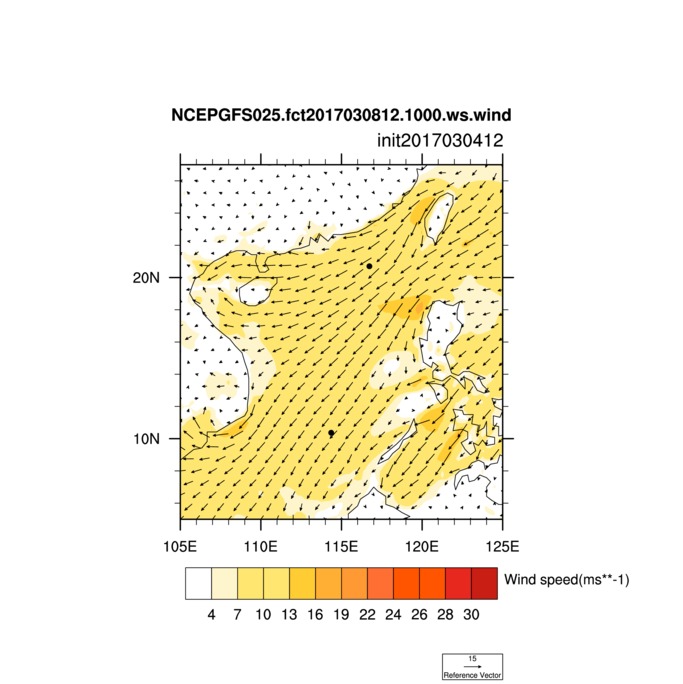 NCEPGFS025.fct2017030812.1000.ws.wind
init2017030412
20N
10N
105E 110E 115E 120E 125E
Wind speed(ms**-1)
4 7 10 13 16 19 22 24 26 28 30
15
Reference Vector